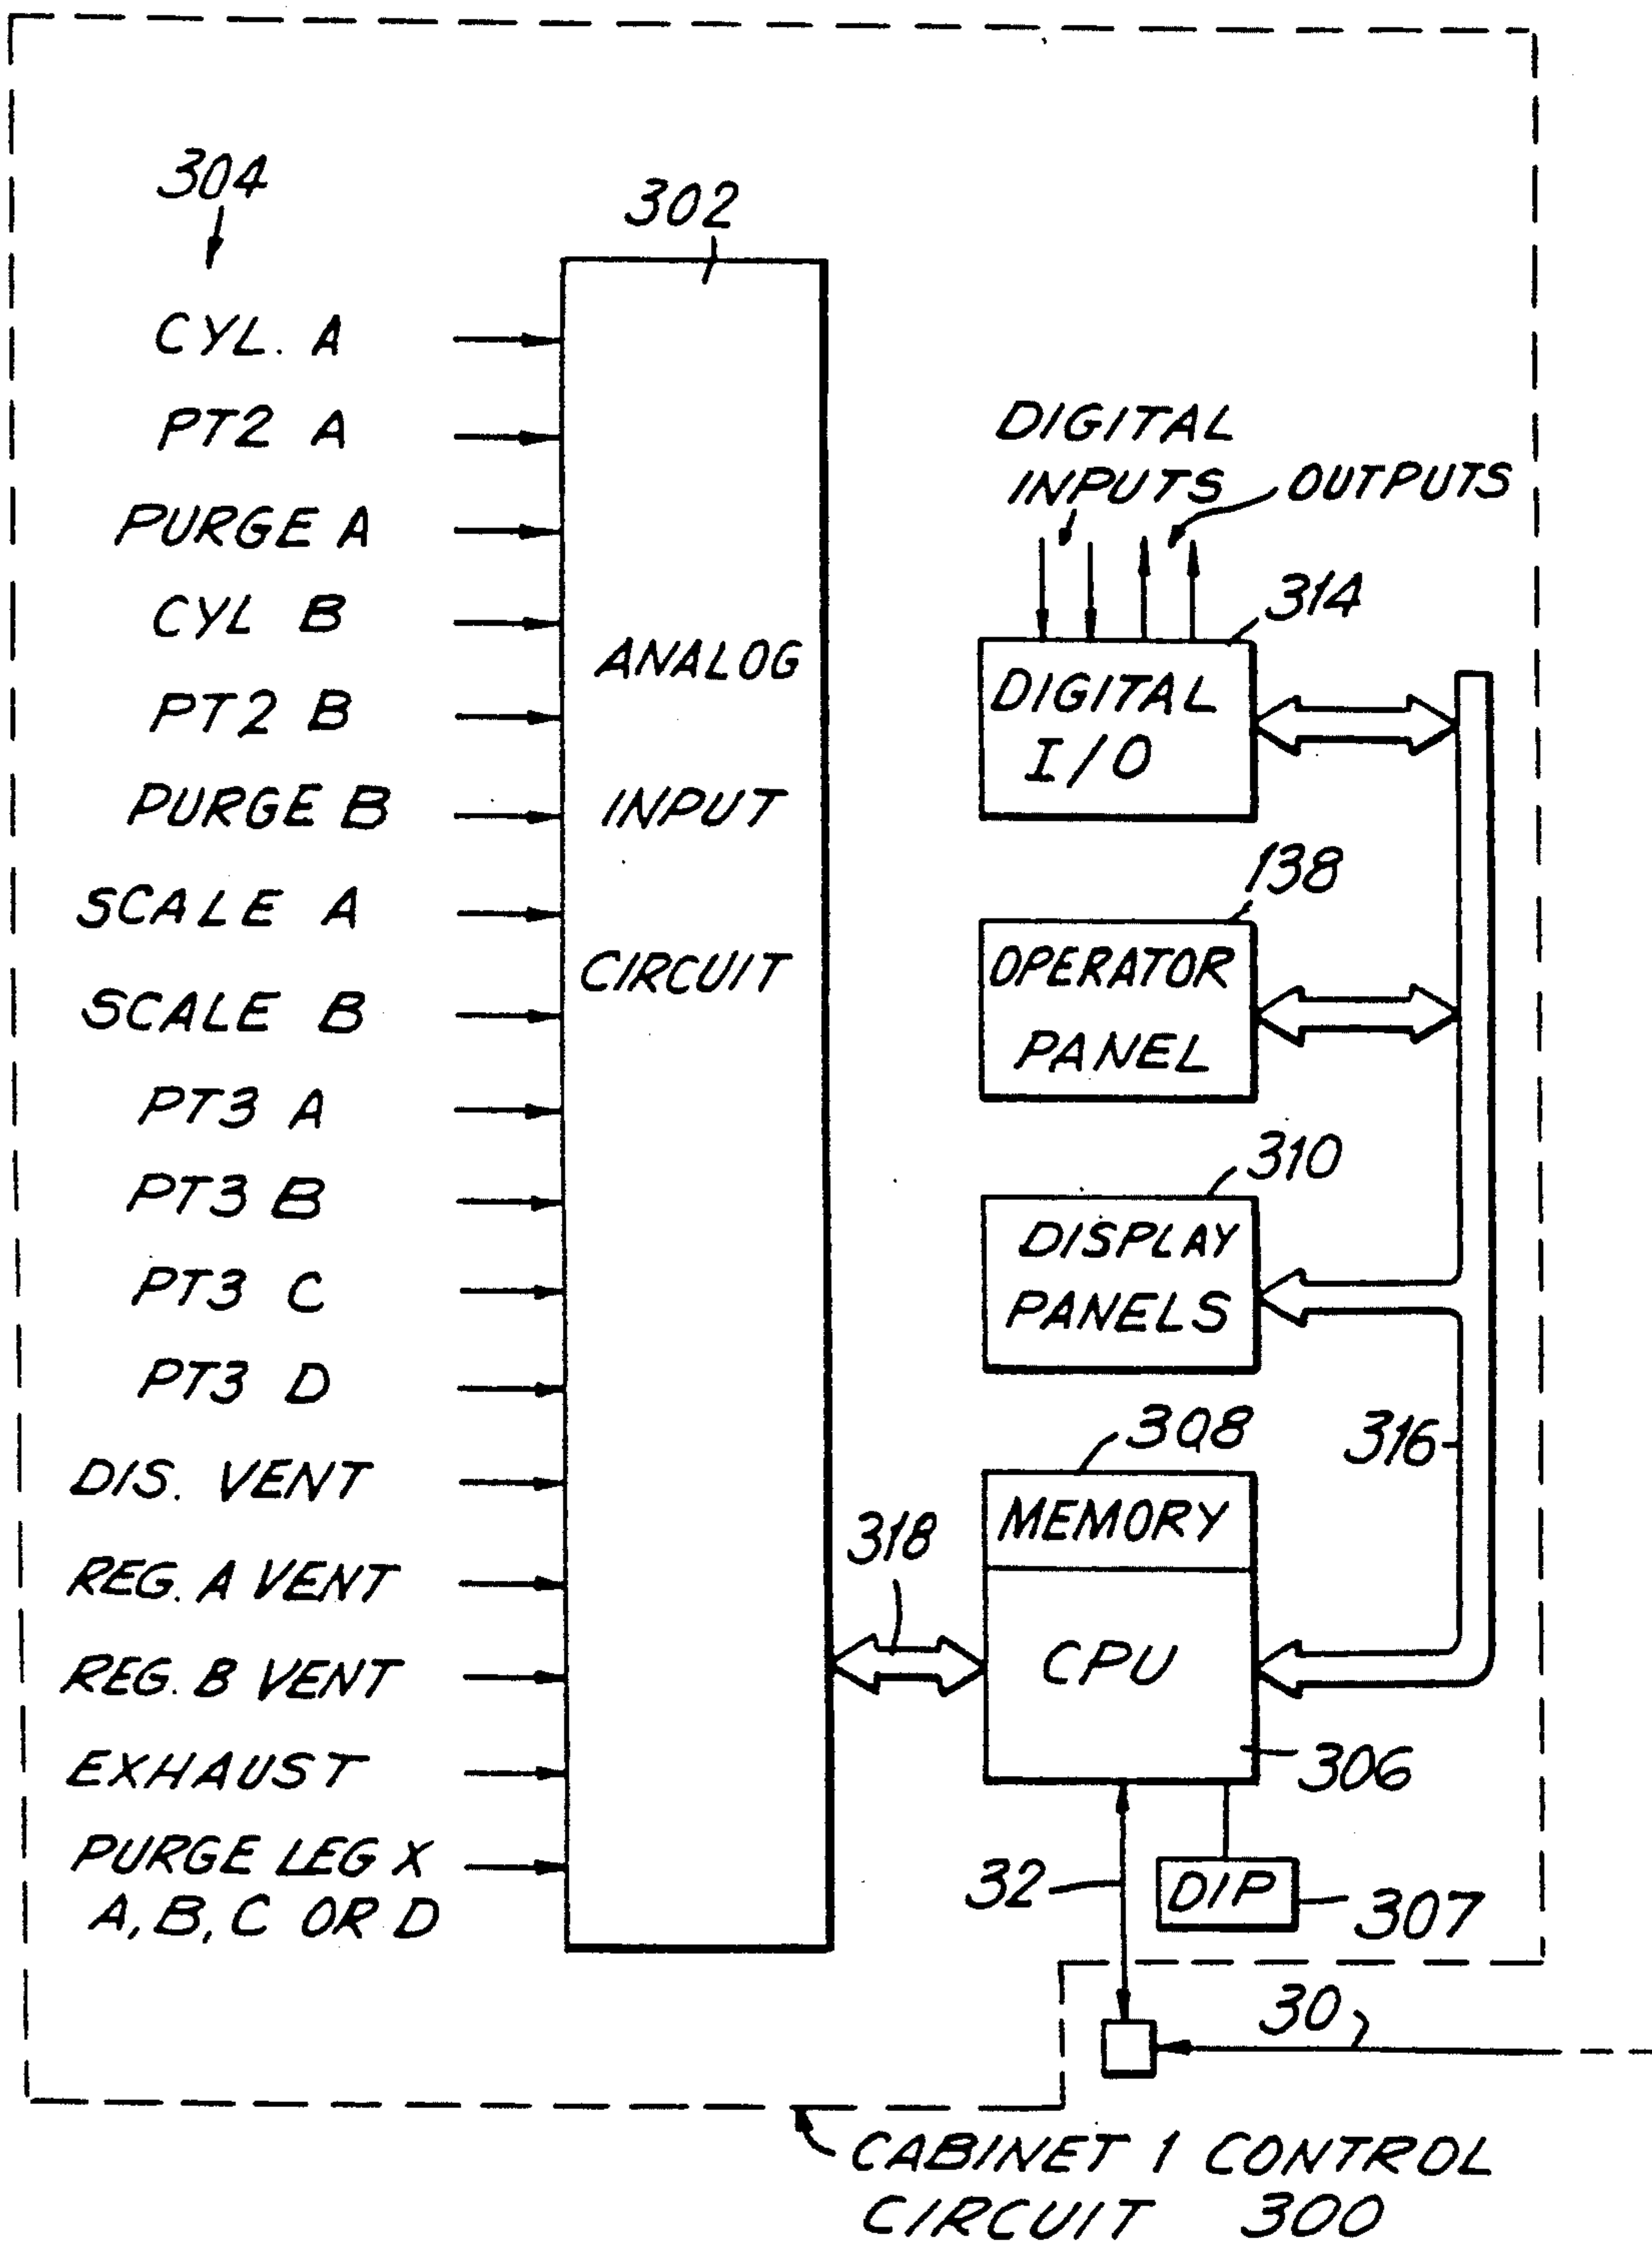 304
302
CYL. A
PT2 A
PURGE A
CYL B
PT2 B
PURGE B
SCALE A
SCALE B
PT3 A
PT3 B
PT3 C
PT3 D
DIS. VENT
REG. A VENT
REG. B VENT
EXHAUST
PURGE LEG X
A, B, C OR D
ANALOG
INPUT
CIRCUIT
DIGITAL
INPUTS
OUTPUTS
314
DIGITAL
I/O
138
OPERATOR
PANEL
310
DISPLAY
PANELS
316
308
MEMORY
318
CPU
306
32
DIP
307
30
CABINET 1 CONTROL
CIRCUIT 300